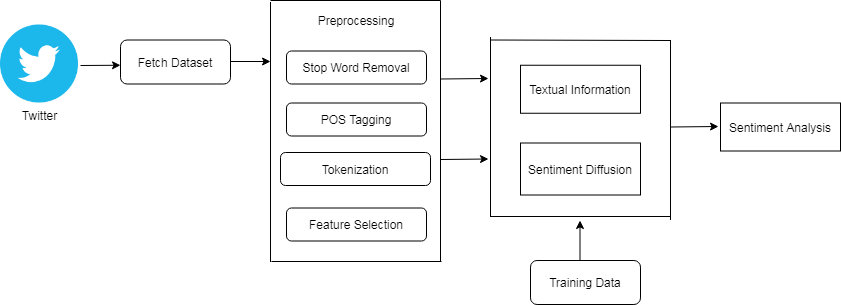 Twitter
Fetch Dataset
Preprocessing
Stop Word Removal
POS Tagging
Tokenization
Feature Selection
Textual Information
Sentiment Diffusion
Training Data
Sentiment Analysis